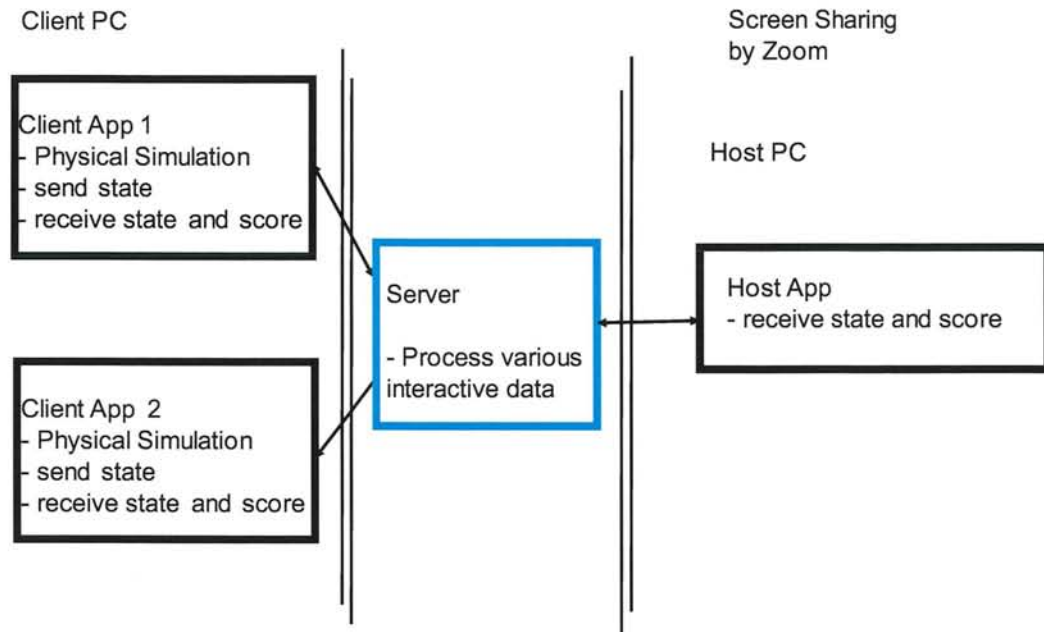 Client PC
Client App 1
- Physical Simulation
- send state
- receive state and score
Client App 2
- Physical Simulation
- send state
- receive state and score
Server
- Process various
interactive data
Screen Sharing
by Zoom
Host PC
Host App
- receive state and score